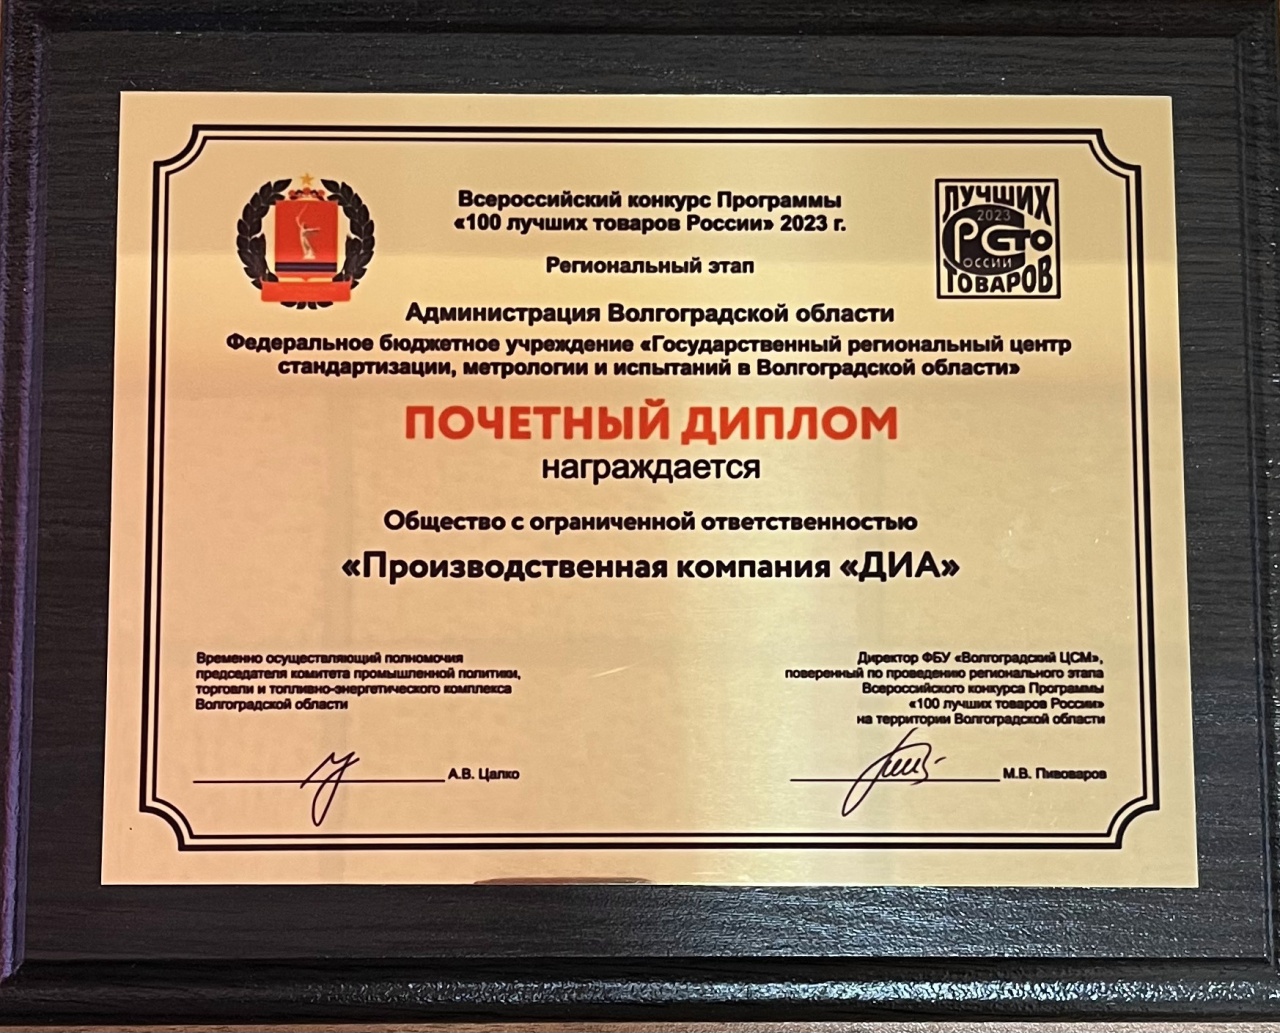 Всероссийский конкурс Программы
«100 лучших товаров России» 2023 г.
ЛУЧШИХ
2023
СТО
РОССИИ
ТОВАРОВ
Региональный этап
Администрация Волгоградской области
Федеральное бюджетное учреждение «Государственный региональный центр
стандартизации, метрологии и испытаний в Волгоградской области»
ПОЧЕТНЫЙ ДИПЛОМ
награждается
Общество с ограниченной ответственностью
«Производственная компания «ДИА»
Временно осуществляющий полномочия
председателя комитета промышленной политики,
торговли и топливно-энергетического комплекса
Волгоградской области
А.В. Цалко
Директор ФБУ «Волгоградский ЦСМ»,
поверенный по проведению регионального этапа
Всероссийского конкурса Программы
«100 лучших товаров России»
на территории Волгоградской области
М.В. Пивоваров